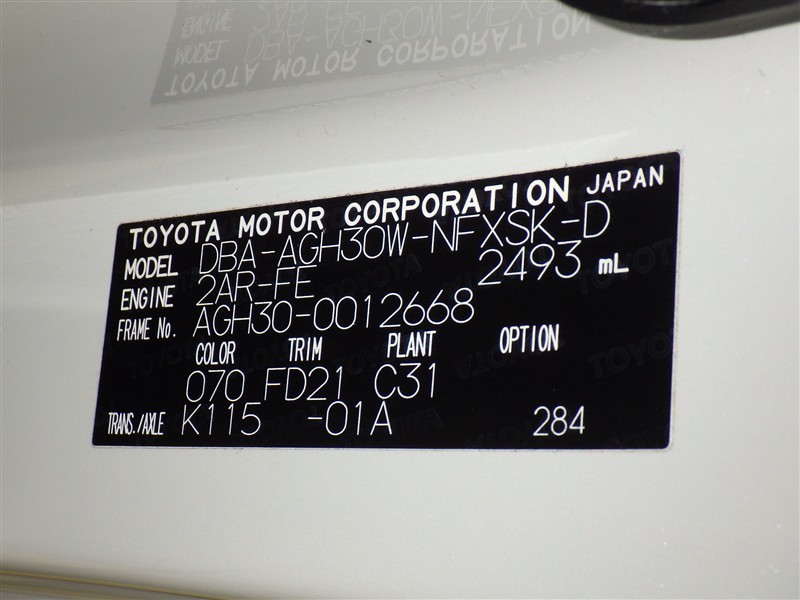 TOYOTA MOTOR CORPORATION JAPAN
MODEL DBA-AGH30W-NFXSK-D
ENGINE 2AR-FE 2493 mL
FRAME No. AGH30-0012668
COLOR TRIM PLANT OPTION
070 FD21 C31
TRANS./AXLE K115 -01A 284